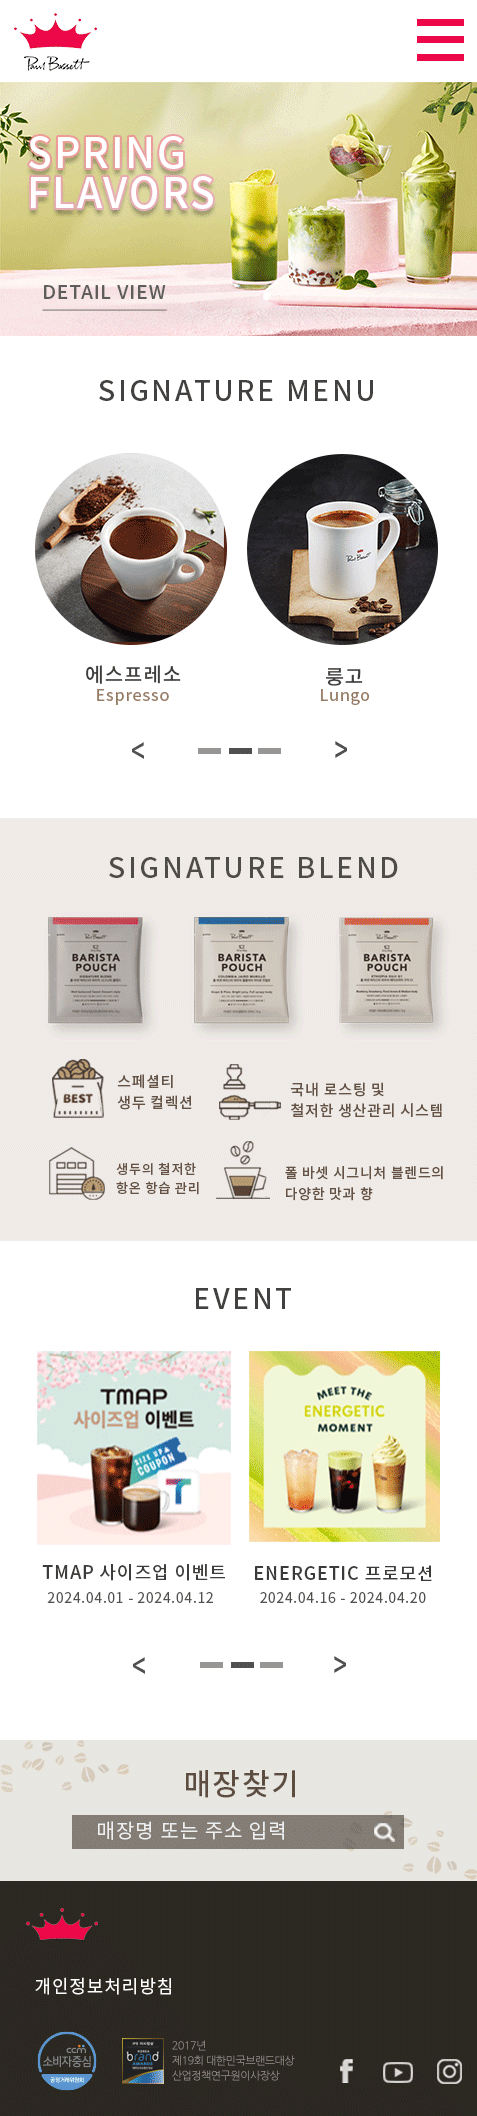 Paul Bassett
SPRING
FLAVORS
DETAIL VIEW
SIGNATURE MENU
에스프레소
Espresso
룽고
Lungo
<
>
SIGNATURE BLEND
BARISTA
POUCH
SIGNATURE BLEND
BARISTA
POUCH
BARISTA
POUCH
BEST
스페셜티
생두 컬렉션
국내 로스팅 및
철저한 생산관리 시스템
생두의 철저한
항온 항습 관리
폴 바셋 시그니처 블렌드의
다양한 맛과 향
EVENT
TMAP
사이즈업 이벤트
SIZE UP
COUPON
T
MEET THE
ENERGETIC
MOMENT
TMAP 사이즈업 이벤트
2024.04.01 - 2024.04.12
ENERGETIC 프로모션
2024.04.16 - 2024.04.20
<
>
매장찾기
매장명 또는 주소 입력
개인정보처리방침
ccm
소비자중심
공정거래위원회
brand
AWARDS
2017년
제19회 대한민국브랜드대상
산업정책연구원이사장상